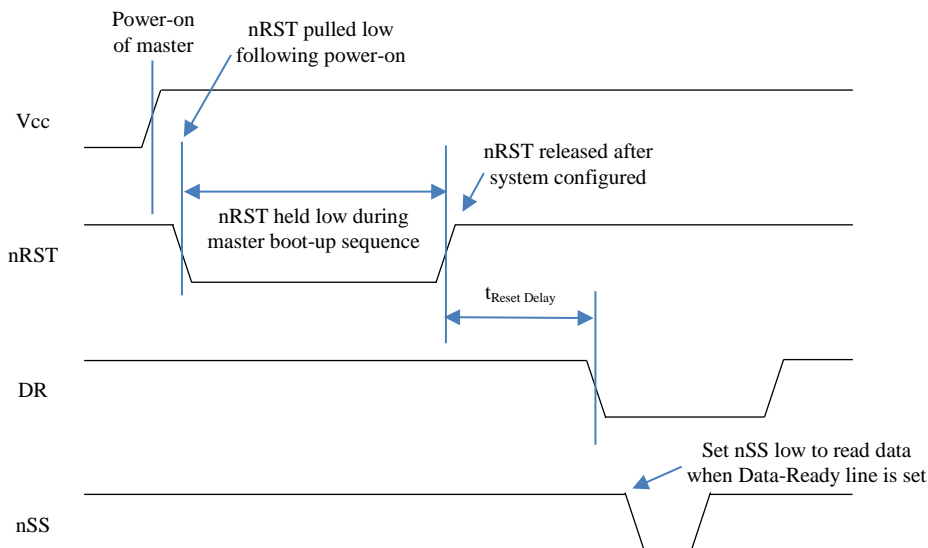 Power-on
of master
nRST pulled low
following power-on
Vcc
nRST released after
system configured
nRST held low during
master boot-up sequence
nRST
tReset Delay
DR
Set nSS low to read data
when Data-Ready line is set
nSS